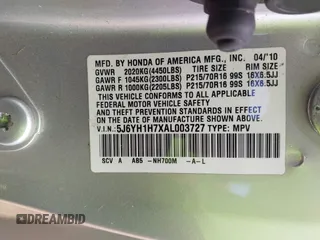 MFD. BY HONDA OF AMERICA MFG., INC. 04/'10
GVWR 2020KG(4450LBS) TIRE SIZE RIM SIZE
GAWR F 1045KG(2300LBS) P215/70R16 99S 16X6.5JJ
GAWR R 1000KG(2205LBS) P215/70R16 99S 16X6.5JJ
THIS VEHICLE CONFORMS TO ALL APPLICABLE
FEDERAL MOTOR VEHICLE SAFETY
AND THEFT PREVENTION STANDARDS IN EFFECT ON THE
DATE OF MANUFACTURE SHOWN ABOVE.
V.I.N.: 5J6YH1H7XAL003727 TYPE: MPV
SCV A AB5 -NH700M -A-L
DREAMBID